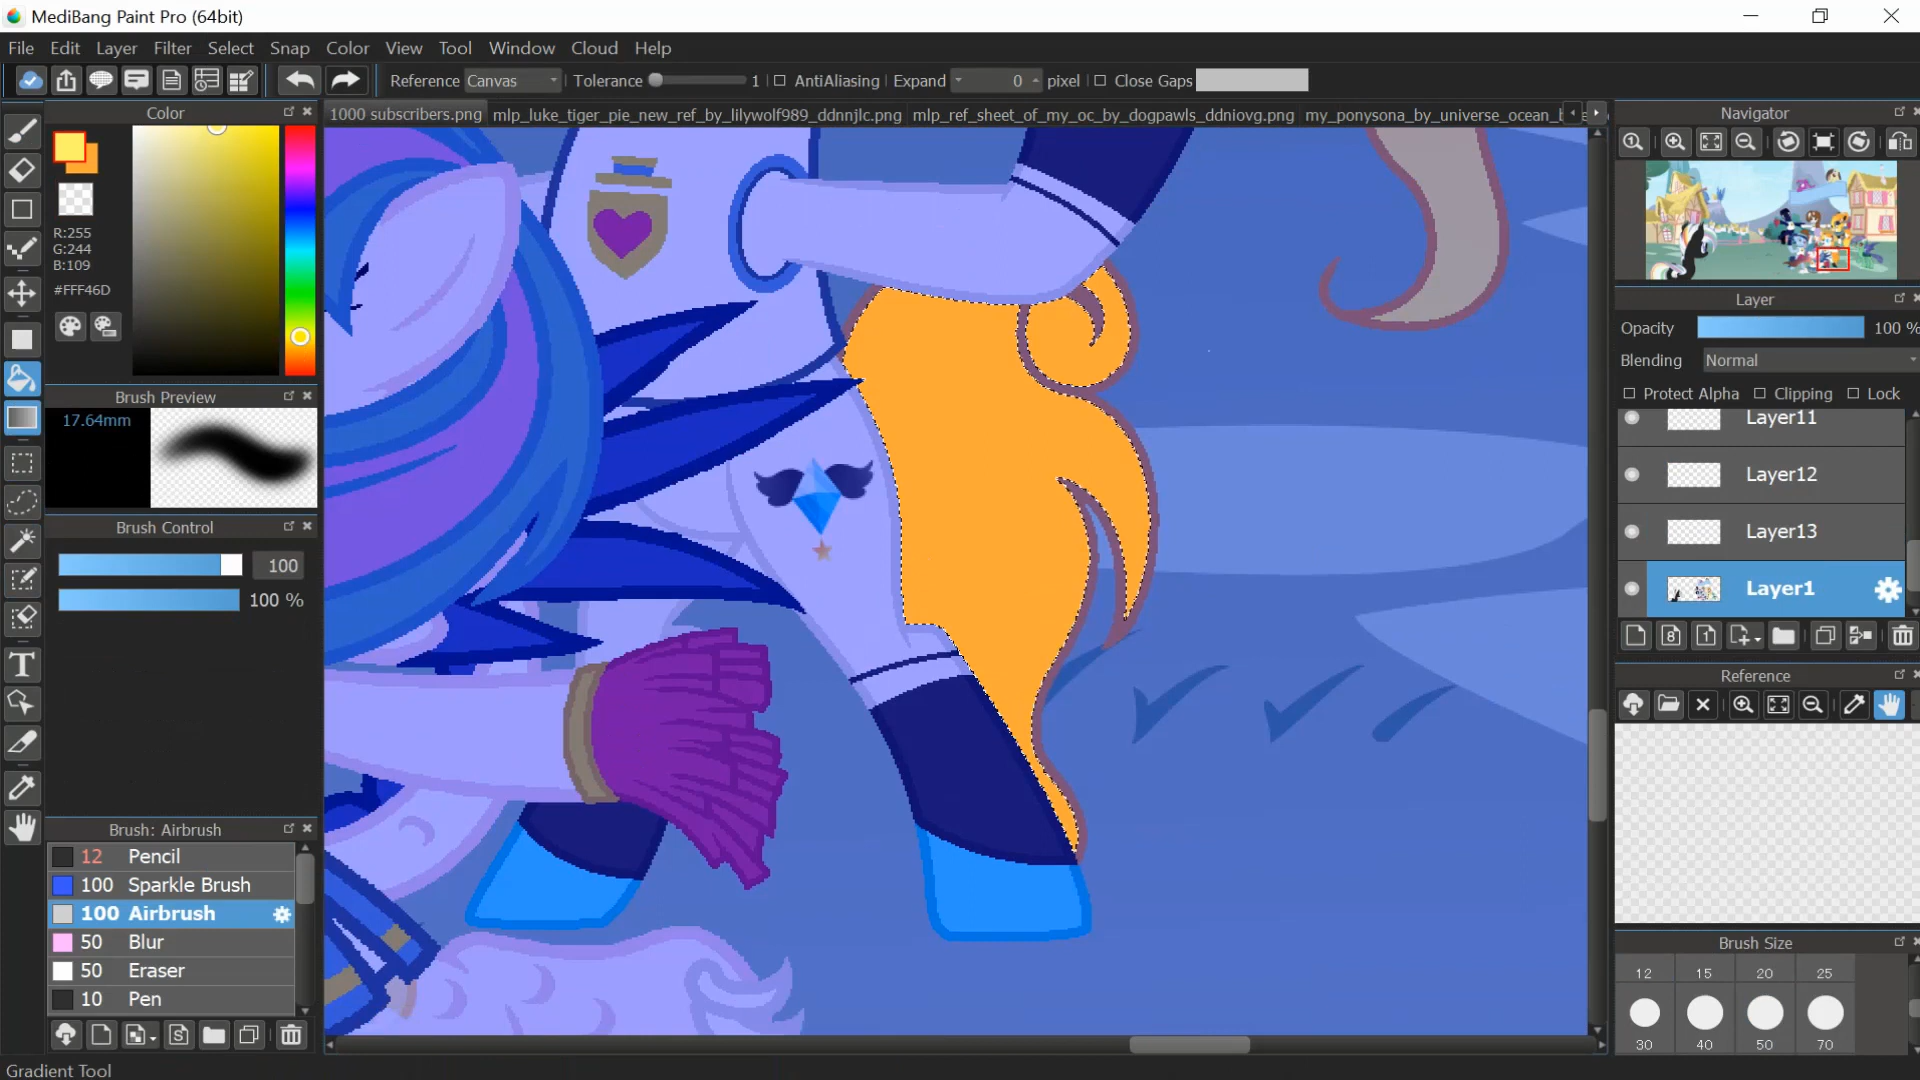 MediBang Paint Pro (64bit)
File Edit Layer Filter Select Snap Color View Tool Window Cloud Help
Reference Canvas Tolerance 1 AntiAliasing Expand 0 pixel Close Gaps
Color
1000 subscribers.png mlp_luke_tiger_pie_new_ref_by_lilywolf989_ddnnjlc.png mlp_ref_sheet_of_my_oc_by_dogpawls_ddniovg.png my_ponysona_by_universe_ocean_b
Navigator
R:255
G:244
B:109
#FFF46D
Layer
Opacity 100 %
Blending Normal
Protect Alpha Clipping Lock
Brush Preview
17.64mm
Layer11
Layer12
Layer13
Layer1
Brush Control
100
100 %
Reference
Brush: Airbrush
12 Pencil
100 Sparkle Brush
100 Airbrush
50 Blur
50 Eraser
10 Pen
Brush Size
12 15 20 25
30 40 50 70
Gradient Tool